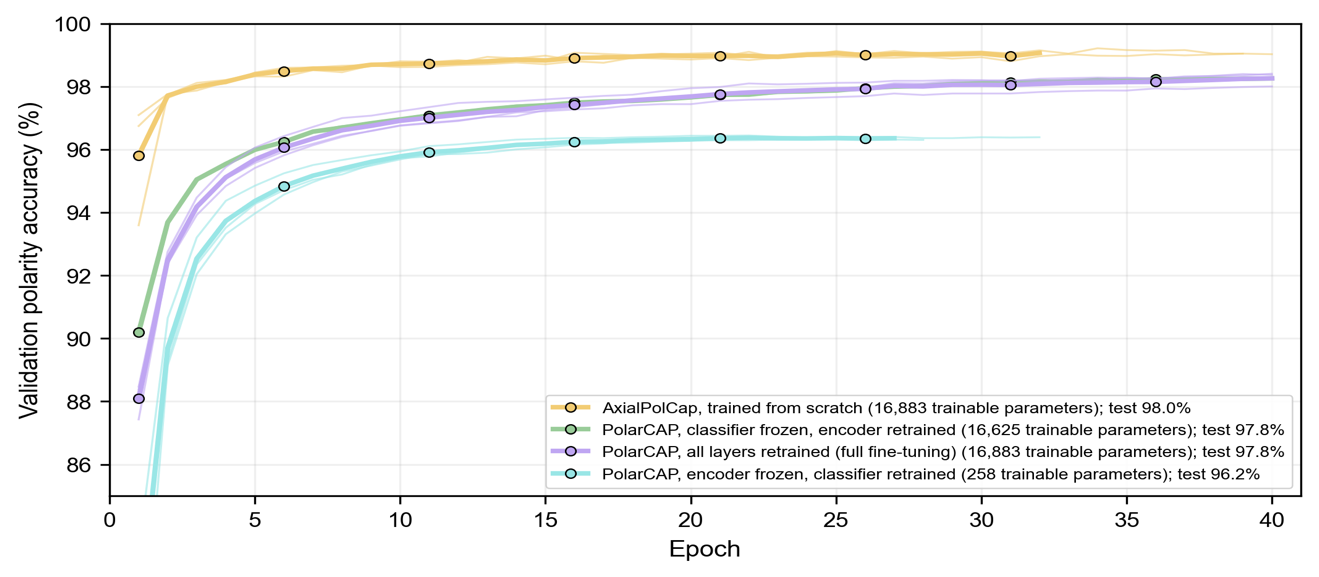 100
98
96
94
92
90
88
86
Validation polarity accuracy (%)
AxialPolCap, trained from scratch (16,883 trainable parameters); test 98.0%
PolarCAP, classifier frozen, encoder retrained (16,625 trainable parameters); test 97.8%
PolarCAP, all layers retrained (full fine-tuning) (16,883 trainable parameters); test 97.8%
PolarCAP, encoder frozen, classifier retrained (258 trainable parameters); test 96.2%
0 5 10 15 20 25 30 35 40
Epoch